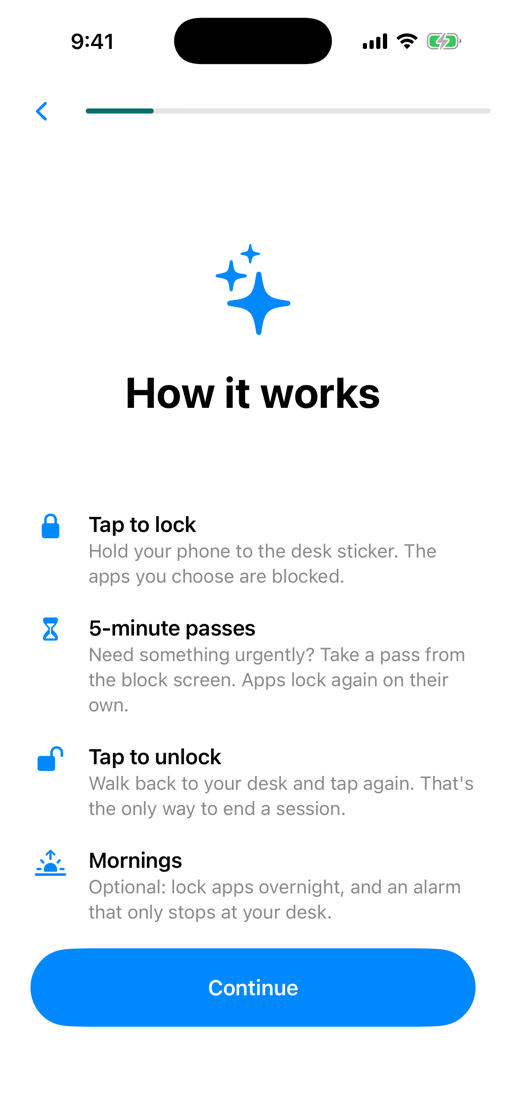 9:41
How it works
Tap to lock
Hold your phone to the desk sticker. The
apps you choose are blocked.
5-minute passes
Need something urgently? Take a pass from
the block screen. Apps lock again on their
own.
Tap to unlock
Walk back to your desk and tap again. That's
the only way to end a session.
Mornings
Optional: lock apps overnight, and an alarm
that only stops at your desk.
Continue